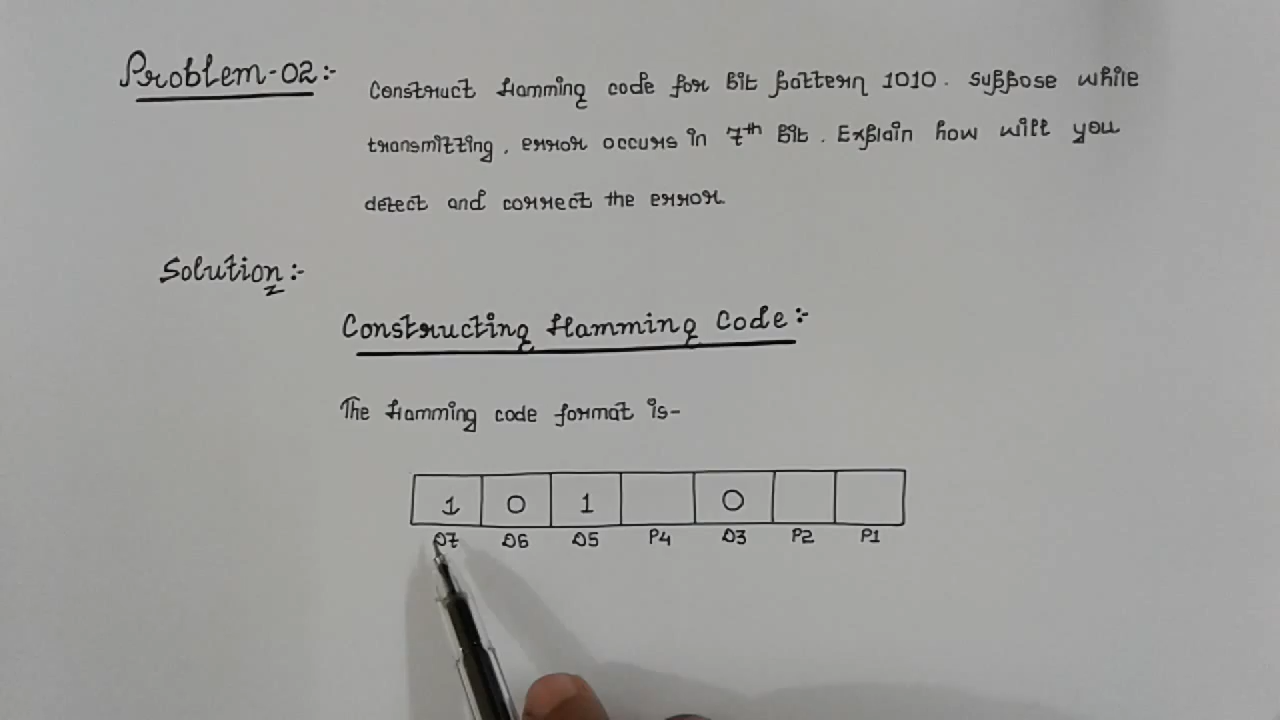 Problem-02:-
Construct Hamming code for Bit pattern 1010. Suppose while
transmitting, error occurs in 7th Bit. Explain how will you
detect and correct the error.
Solution:-
Constructing Hamming Code:-
The Hamming code format is-
1 0 1 0
D7 D6 D5 P4 D3 P2 P1